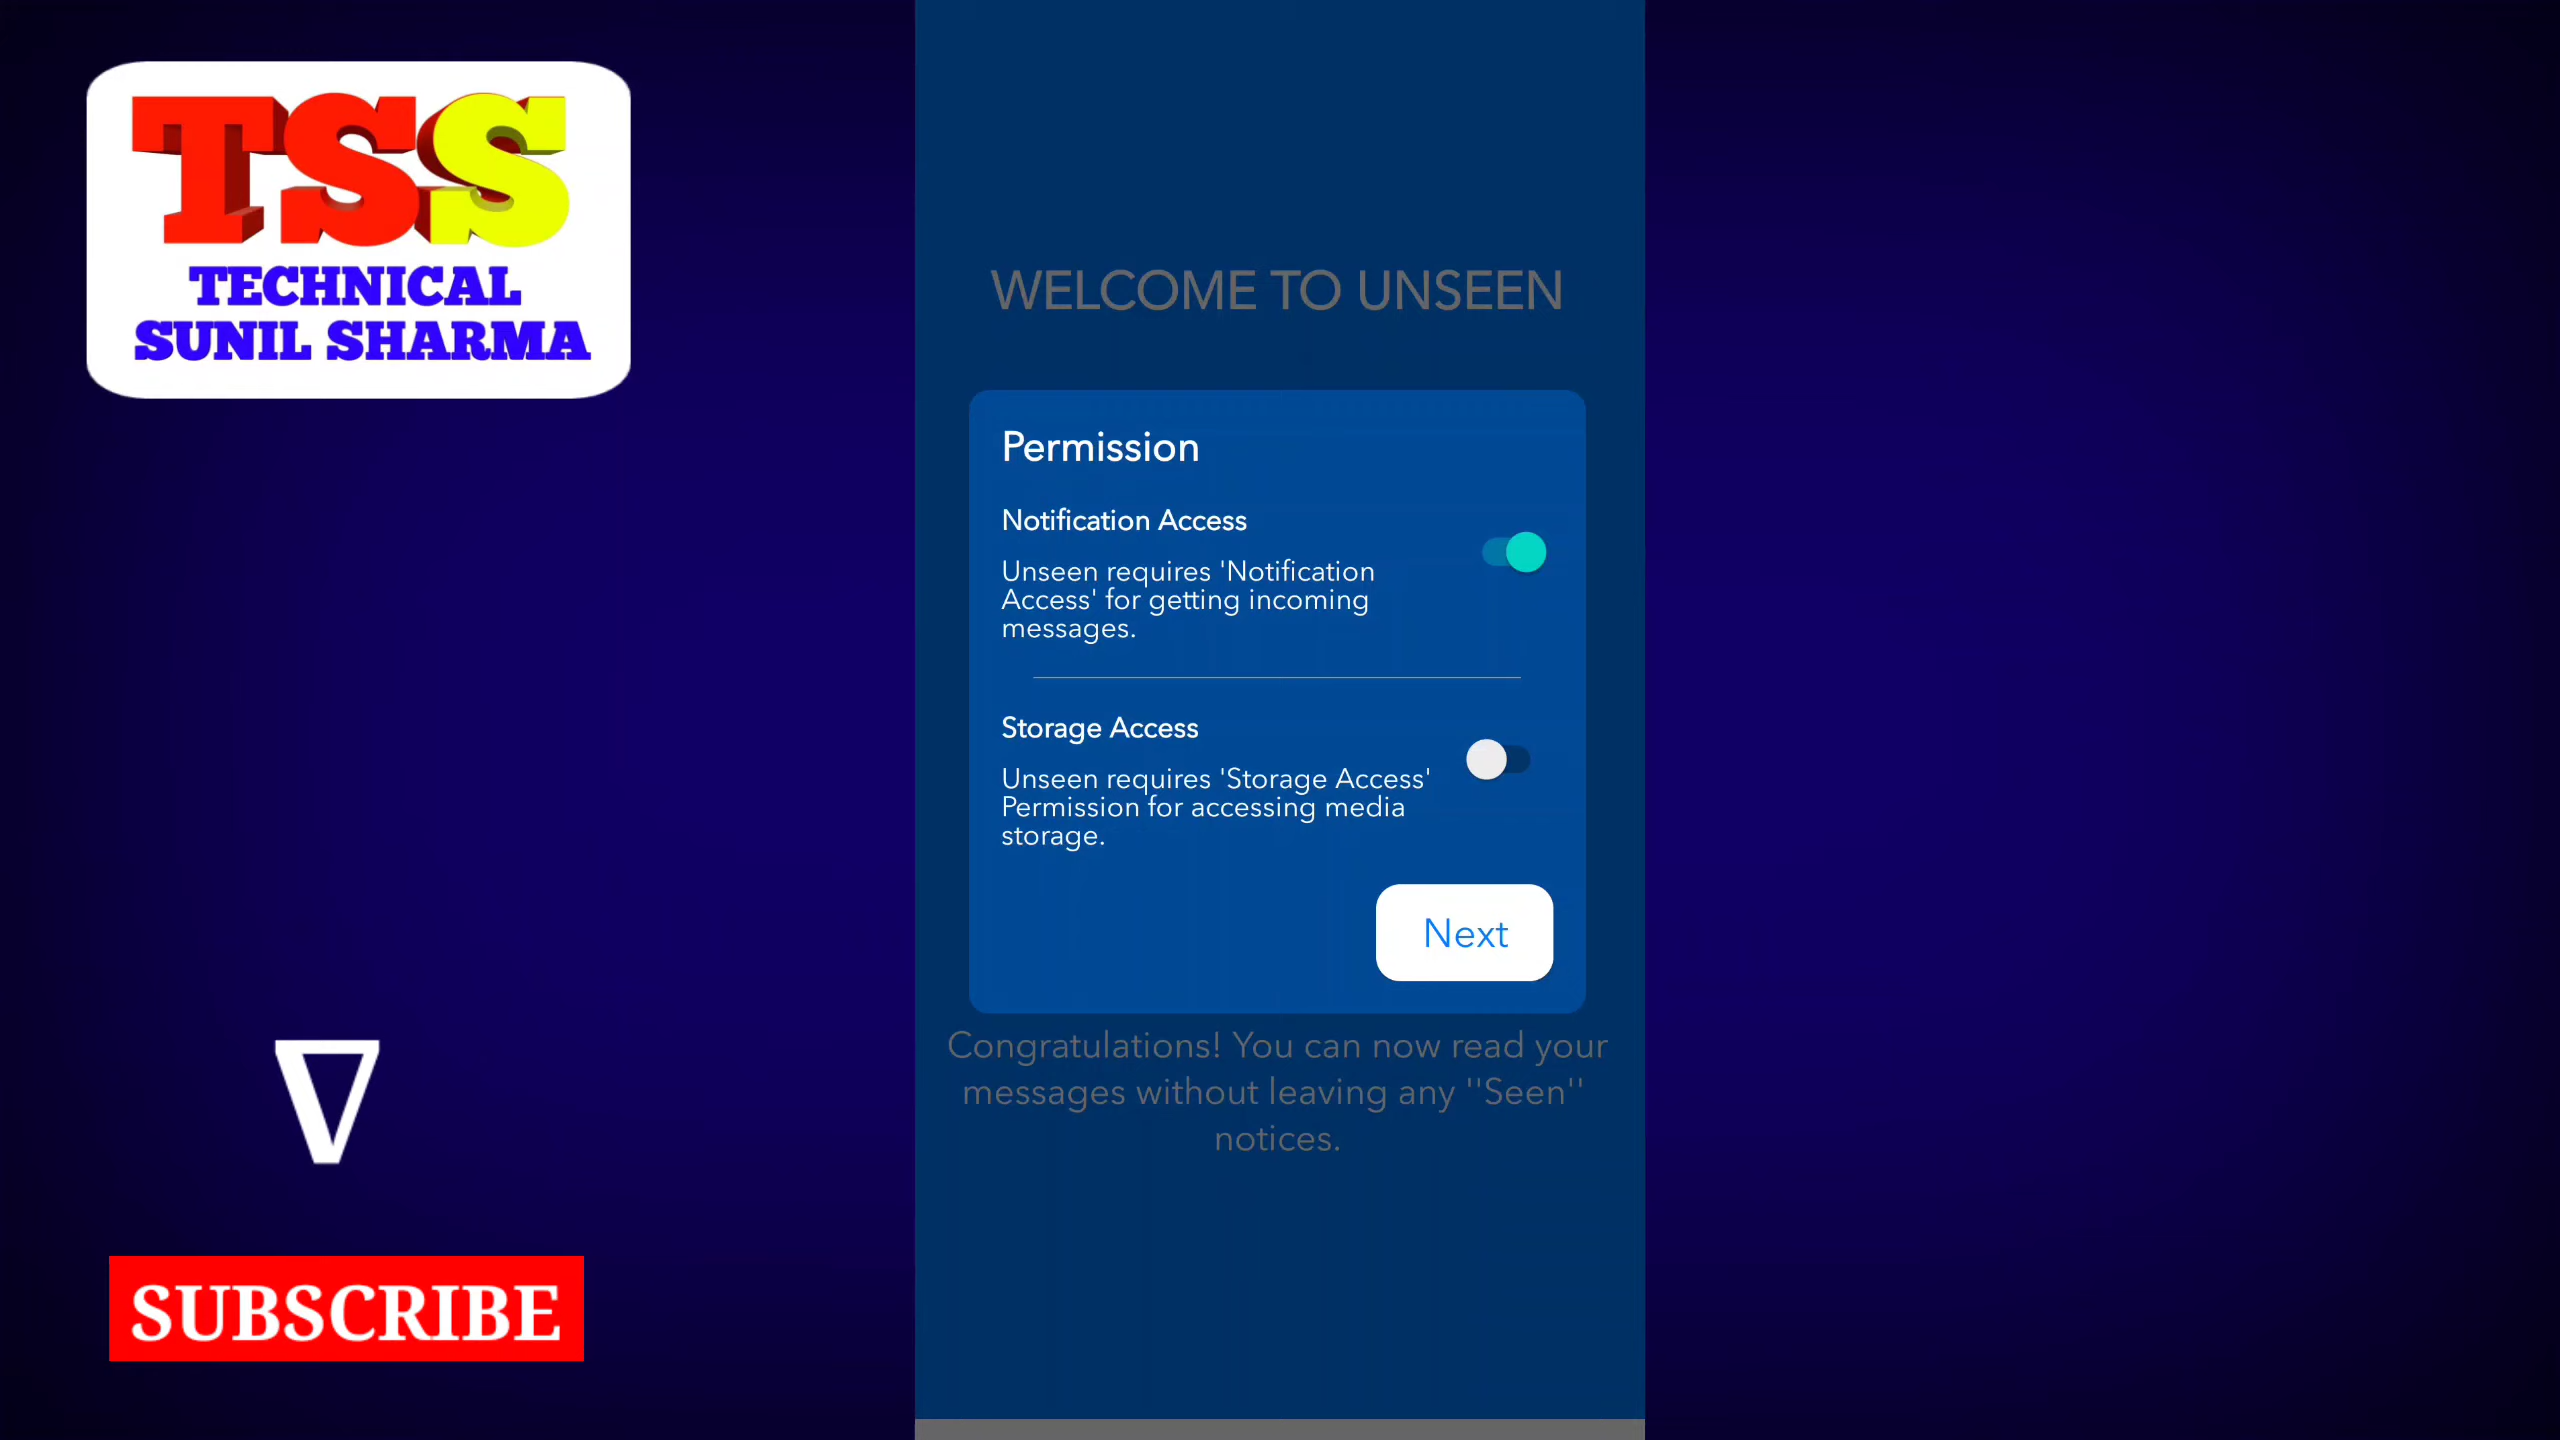 TSS
TECHNICAL
SUNIL SHARMA
WELCOME TO UNSEEN
Permission
Notification Access
Unseen requires 'Notification
Access' for getting incoming
messages.
Storage Access
Unseen requires 'Storage Access'
Permission for accessing media
storage.
Next
Congratulations! You can now read your
messages without leaving any ''Seen''
notices.
SUBSCRIBE